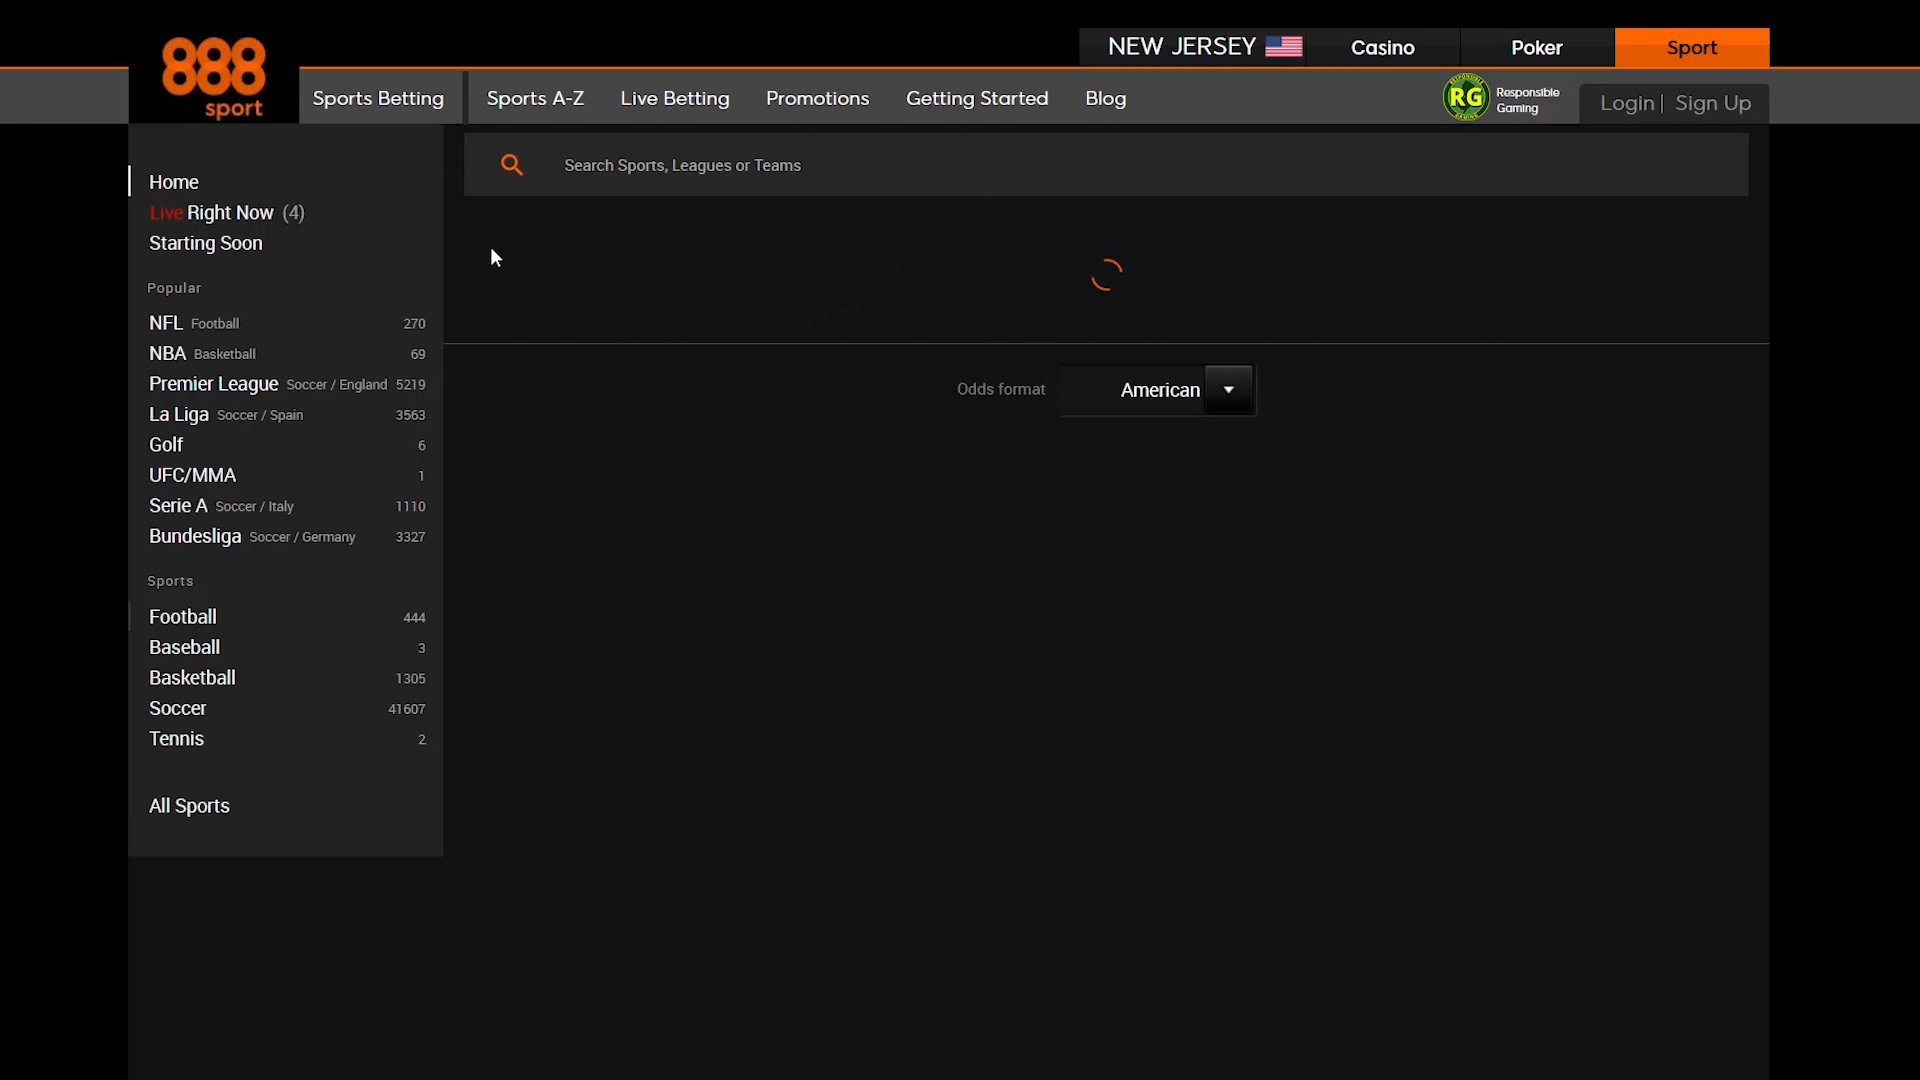 NEW JERSEY Casino Poker Sport
888
sport
Sports Betting Sports A-Z Live Betting Promotions Getting Started Blog
RG
RESPONSIBLE
GAMING
Responsible
Gaming
Login | Sign Up
Search Sports, Leagues or Teams
Home
Live Right Now (4)
Starting Soon
Popular
NFL Football 270
NBA Basketball 69
Premier League Soccer / England 5219
La Liga Soccer / Spain 3563
Golf 6
UFC/MMA 1
Serie A Soccer / Italy 1110
Bundesliga Soccer / Germany 3327
Sports
Football 444
Baseball 3
Basketball 1305
Soccer 41607
Tennis 2
All Sports
Odds format American